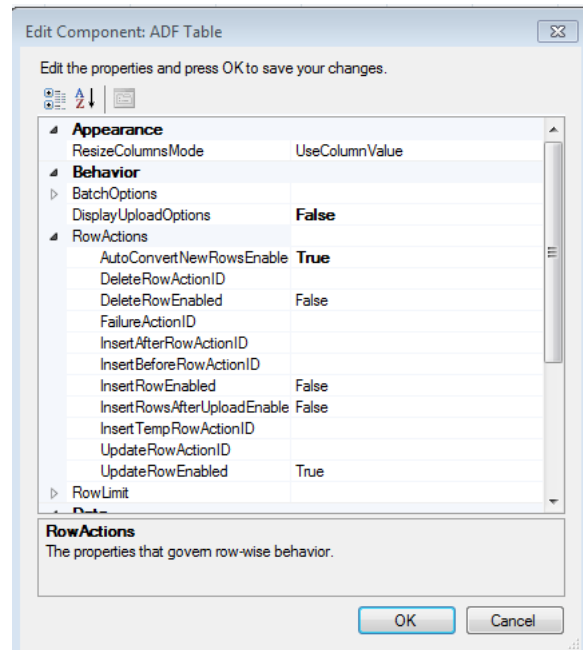 Edit Component: ADF Table
Edit the properties and press OK to save your changes.
Appearance
ResizeColumnsMode UseColumnValue
Behavior
BatchOptions
DisplayUploadOptions False
RowActions
AutoConvertNewRowsEnable True
DeleteRowActionID
DeleteRowEnabled False
FailureActionID
InsertAfterRowActionID
InsertBeforeRowActionID
InsertRowEnabled False
InsertRowsAfterUploadEnable False
InsertTempRowActionID
UpdateRowActionID
UpdateRowEnabled True
RowLimit
Data
RowActions
The properties that govern row-wise behavior.
OK Cancel